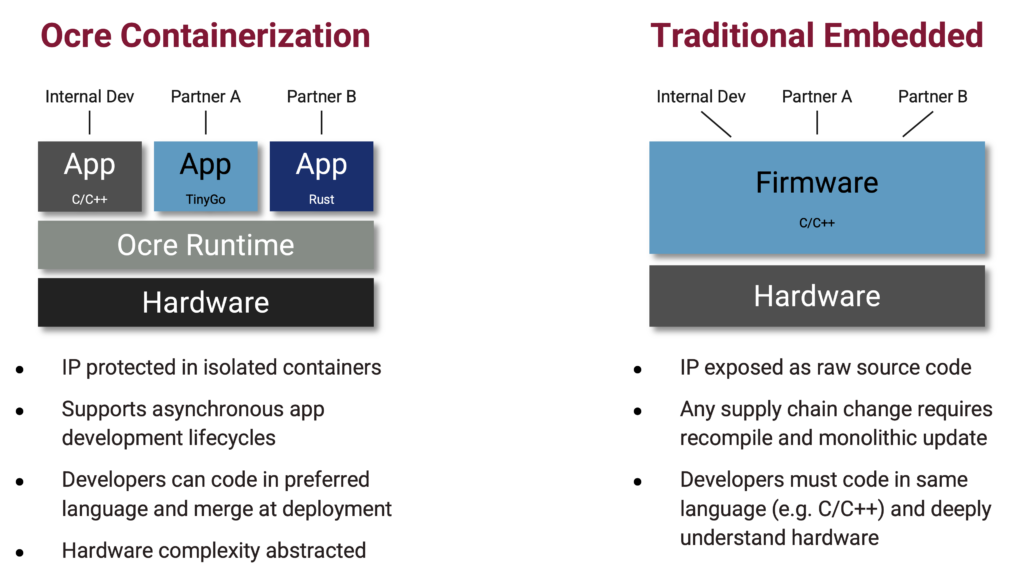 Ocre Containerization
Internal Dev
Partner A
Partner B
App
C/C++
App
TinyGo
App
Rust
Ocre Runtime
Hardware
• IP protected in isolated containers
• Supports asynchronous app
development lifecycles
• Developers can code in preferred
language and merge at deployment
• Hardware complexity abstracted
Traditional Embedded
Internal Dev
Partner A
Partner B
Firmware
C/C++
Hardware
• IP exposed as raw source code
• Any supply chain change requires
recompile and monolithic update
• Developers must code in same
language (e.g. C/C++) and deeply
understand hardware